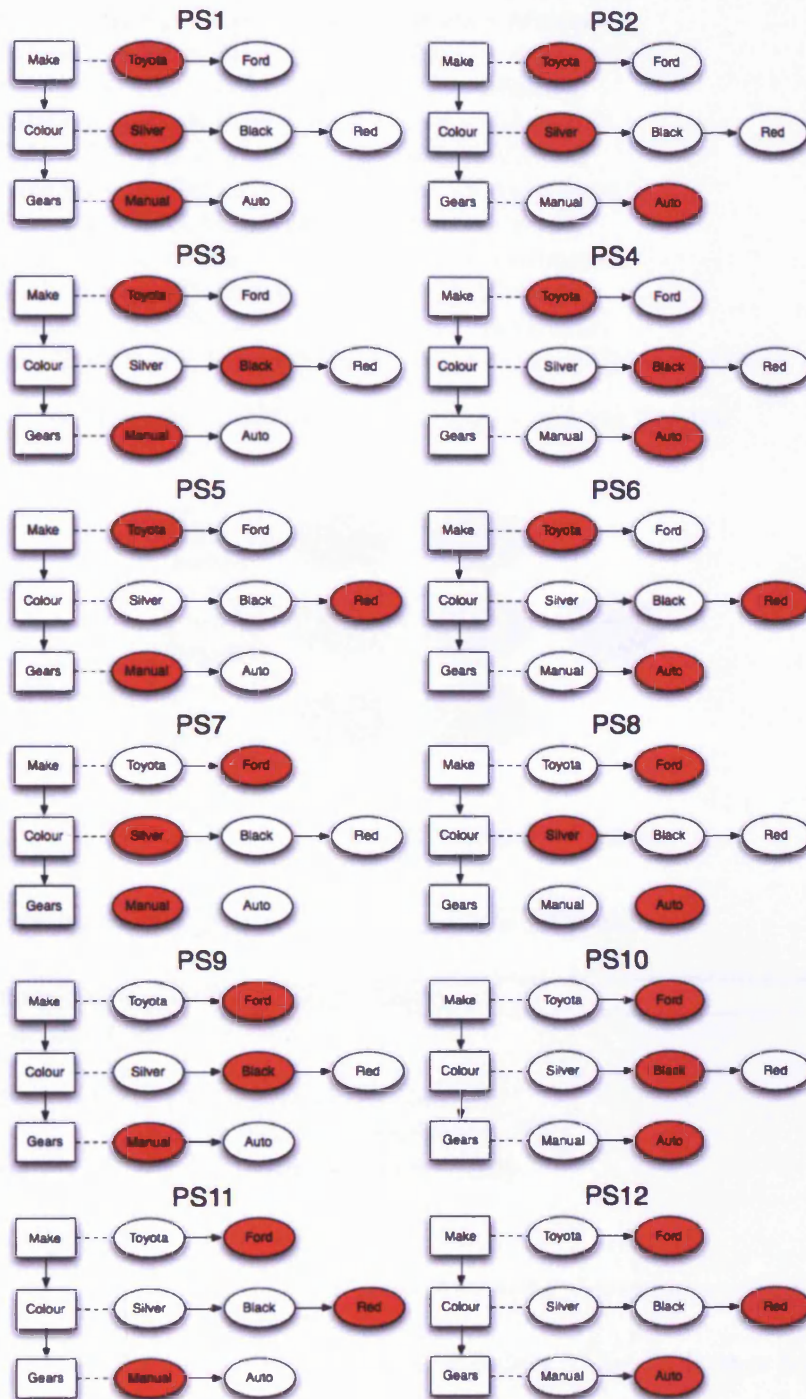 PS1
Make Toyota Ford
Colour Silver Black Red
Gears Manual Auto
PS2
Make Toyota Ford
Colour Silver Black Red
Gears Manual Auto
PS3
Make Toyota Ford
Colour Silver Black Red
Gears Manual Auto
PS4
Make Toyota Ford
Colour Silver Black Red
Gears Manual Auto
PS5
Make Toyota Ford
Colour Silver Black Red
Gears Manual Auto
PS6
Make Toyota Ford
Colour Silver Black Red
Gears Manual Auto
PS7
Make Toyota Ford
Colour Silver Black Red
Gears Manual Auto
PS8
Make Toyota Ford
Colour Silver Black Red
Gears Manual Auto
PS9
Make Toyota Ford
Colour Silver Black Red
Gears Manual Auto
PS10
Make Toyota Ford
Colour Silver Black Red
Gears Manual Auto
PS11
Make Toyota Ford
Colour Silver Black Red
Gears Manual Auto
PS12
Make Toyota Ford
Colour Silver Black Red
Gears Manual Auto